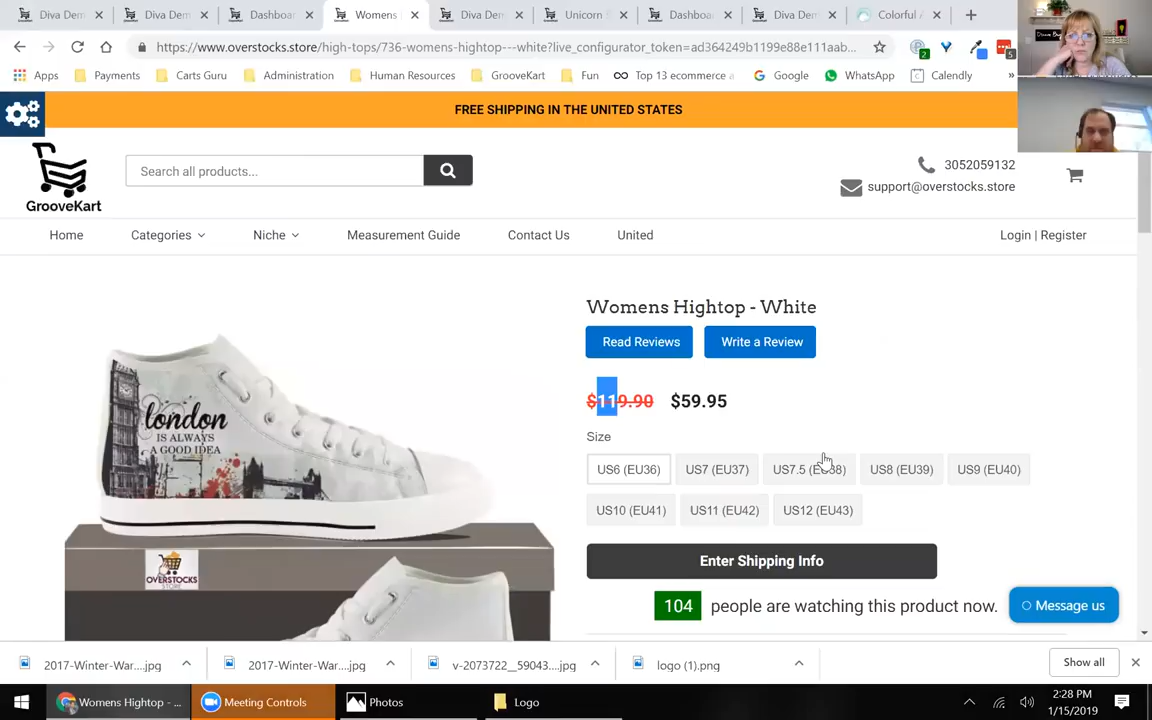 Diva Dem
Diva Dem
Dashboa
Womens
Diva Dem
Unicorn
Dashboa
Diva Dem
Colorful
https://www.overstocks.store/high-tops/736-womens-hightop---white?live_configurator_token=ad364249b1199e88e111aab...
Apps
Payments
Carts Guru
Administration
Human Resources
GrooveKart
Fun
Top 13 ecommerce
Google
WhatsApp
Calendly
»
FREE SHIPPING IN THE UNITED STATES
GrooveKart
Search all products...
3052059132
support@overstocks.store
Home
Categories
Niche
Measurement Guide
Contact Us
United
Login | Register
Womens Hightop - White
Read Reviews
Write a Review
$119.90 $59.95
Size
US6 (EU36)
US7 (EU37)
US7.5 (EU38)
US8 (EU39)
US9 (EU40)
US10 (EU41)
US11 (EU42)
US12 (EU43)
Enter Shipping Info
104 people are watching this product now.
Message us
london
IS ALWAYS
A GOOD IDEA
OVERSTOCKS
STORE
2017-Winter-War....jpg
2017-Winter-War....jpg
v-2073722__59043....jpg
logo (1).png
Show all
Womens Hightop - ...
Meeting Controls
Photos
Logo
2:28 PM
1/15/2019